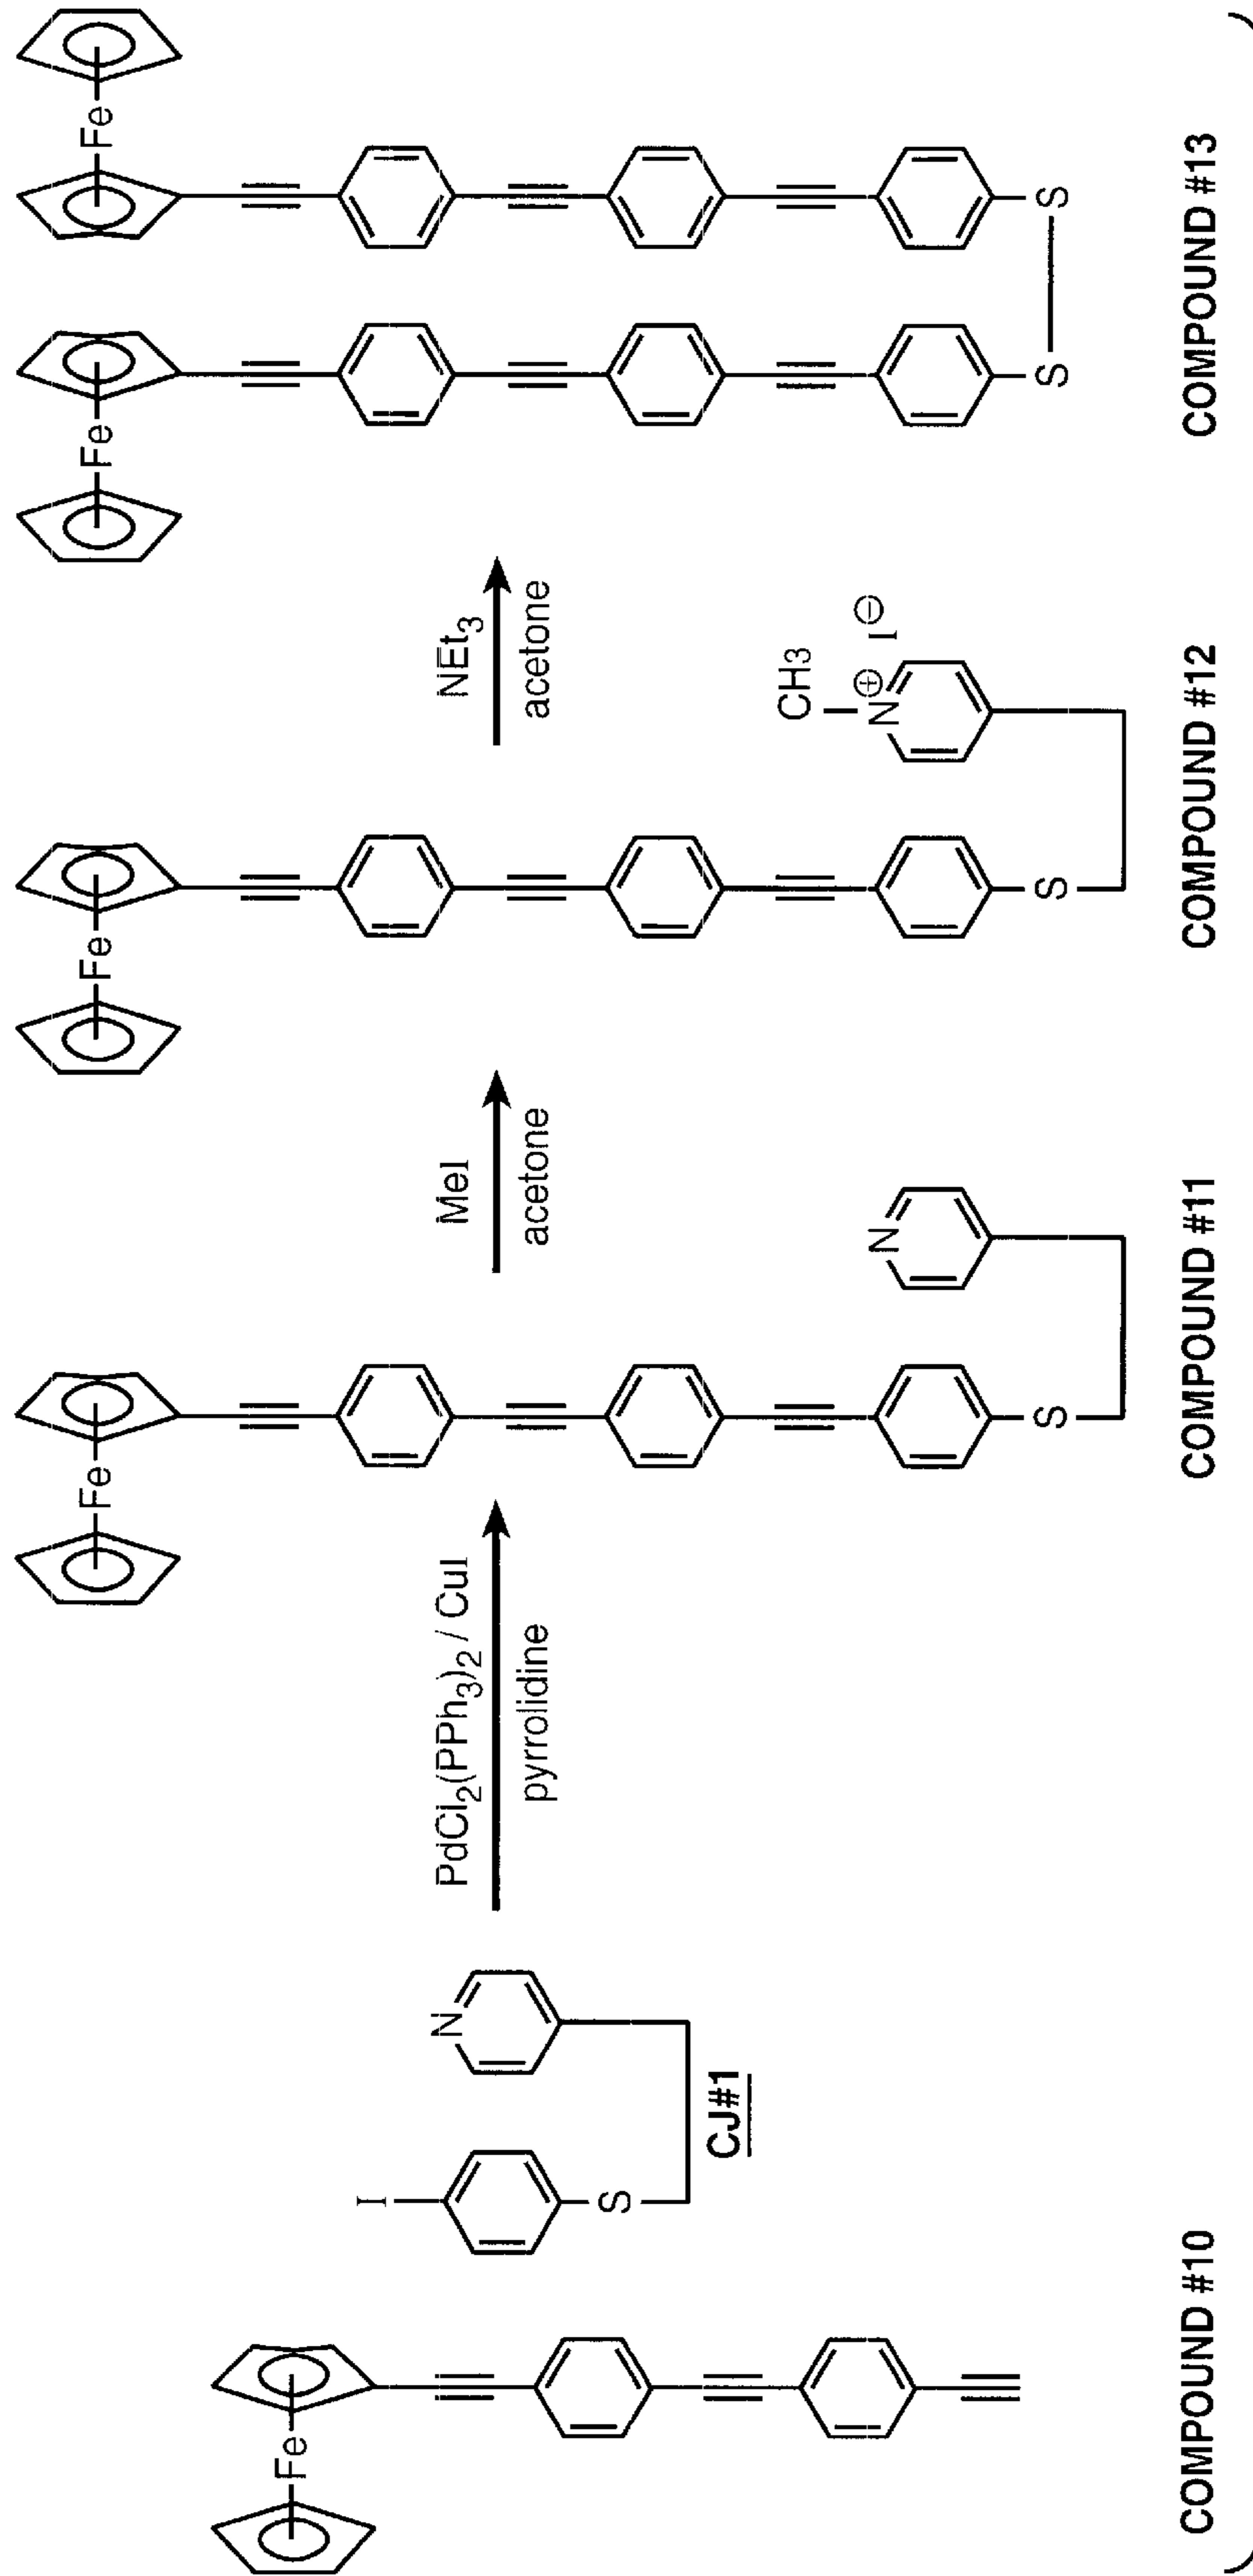 Fe
COMPOUND #10
I
S
N
CJ#1
PdCl2(PPh3)2 / CuI
pyrrolidine
Fe
S
N
COMPOUND #11
MeI
acetone
Fe
S
CH3
N ⊕
I ⊖
COMPOUND #12
NEt3
acetone
Fe
Fe
S
S
COMPOUND #13